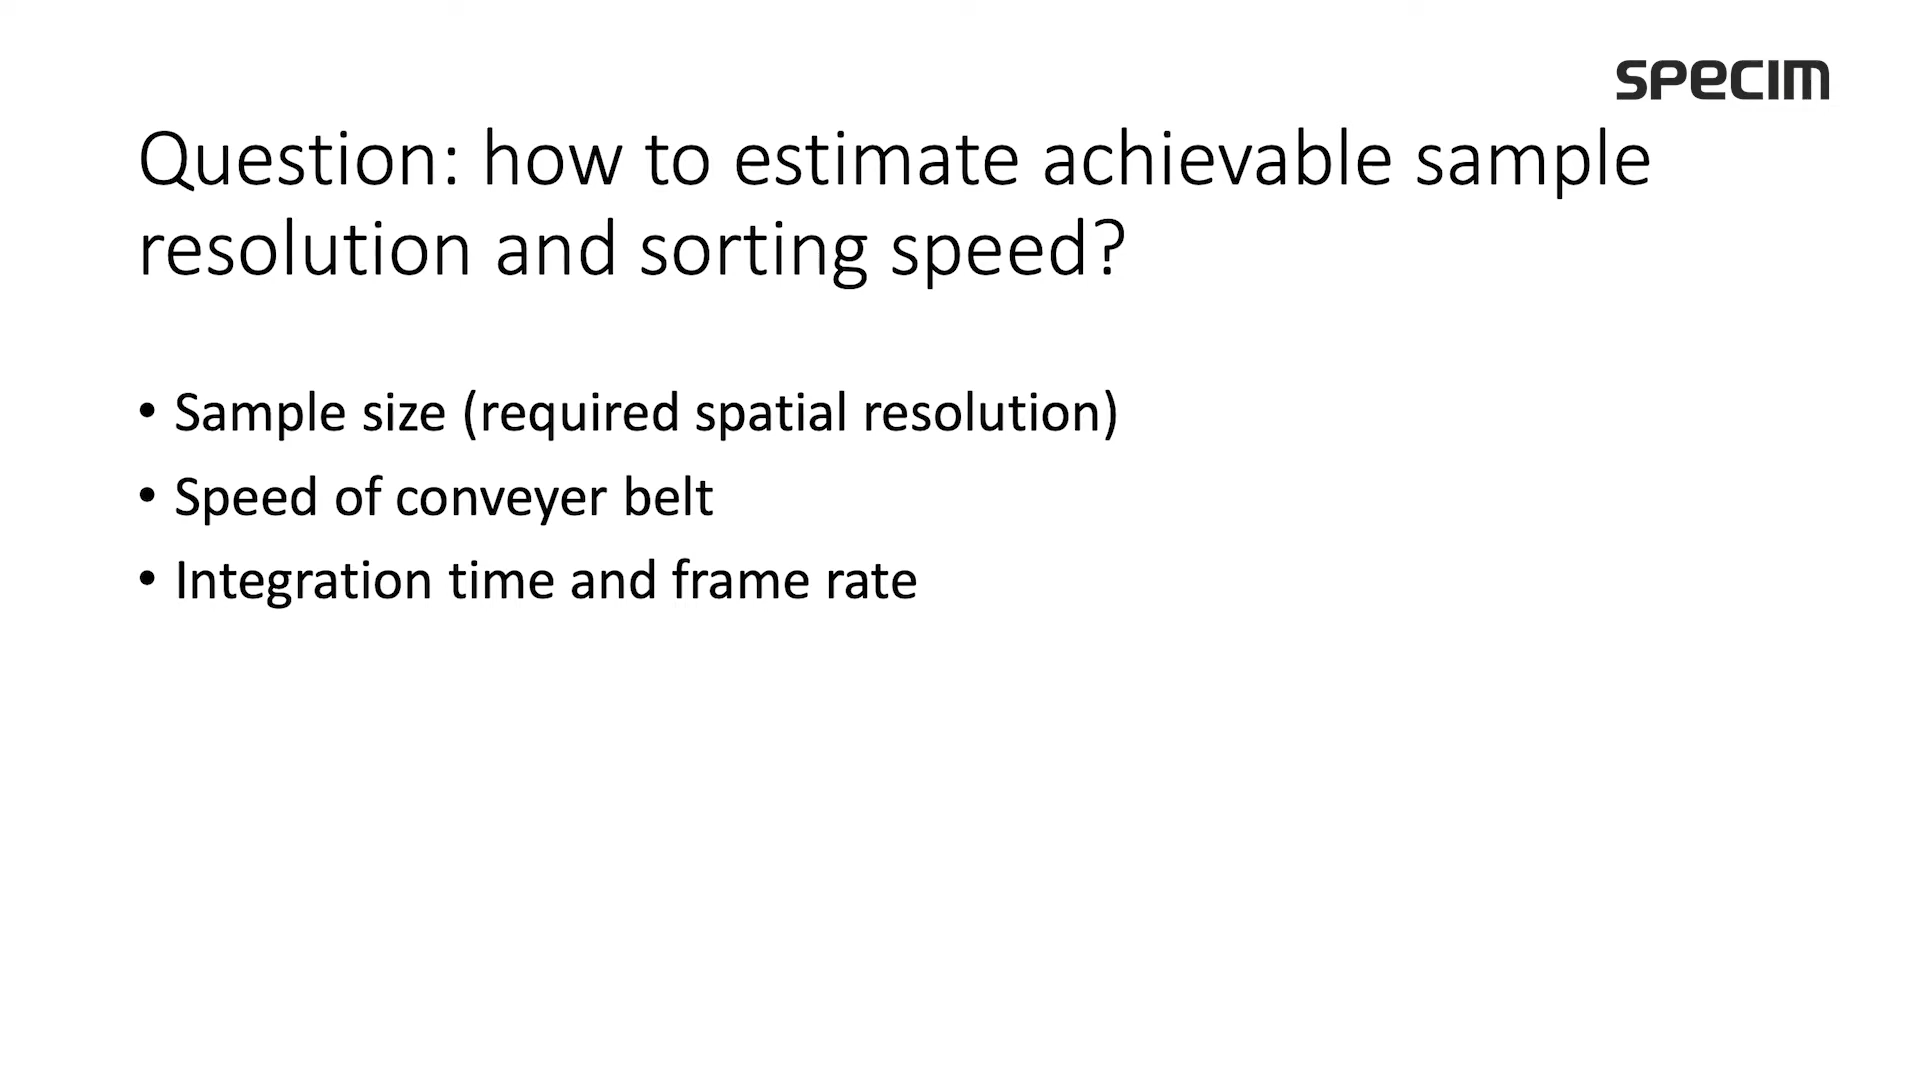 SPECIM
Question: how to estimate achievable sample
resolution and sorting speed?
• Sample size (required spatial resolution)
• Speed of conveyer belt
• Integration time and frame rate